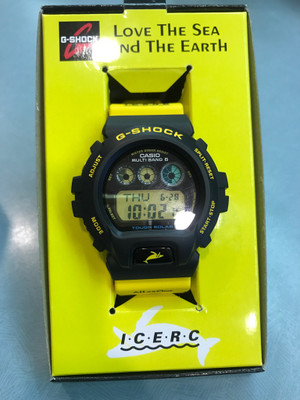 G-SHOCK
LOVE THE SEA
AND THE EARTH
G-SHOCK
CASIO
MULTI BAND 6
ADJUST
SPLIT-RESET
MODE
START-STOP
THU 6-28
10:02
TOUGH SOLAR
I.C.E.R.C